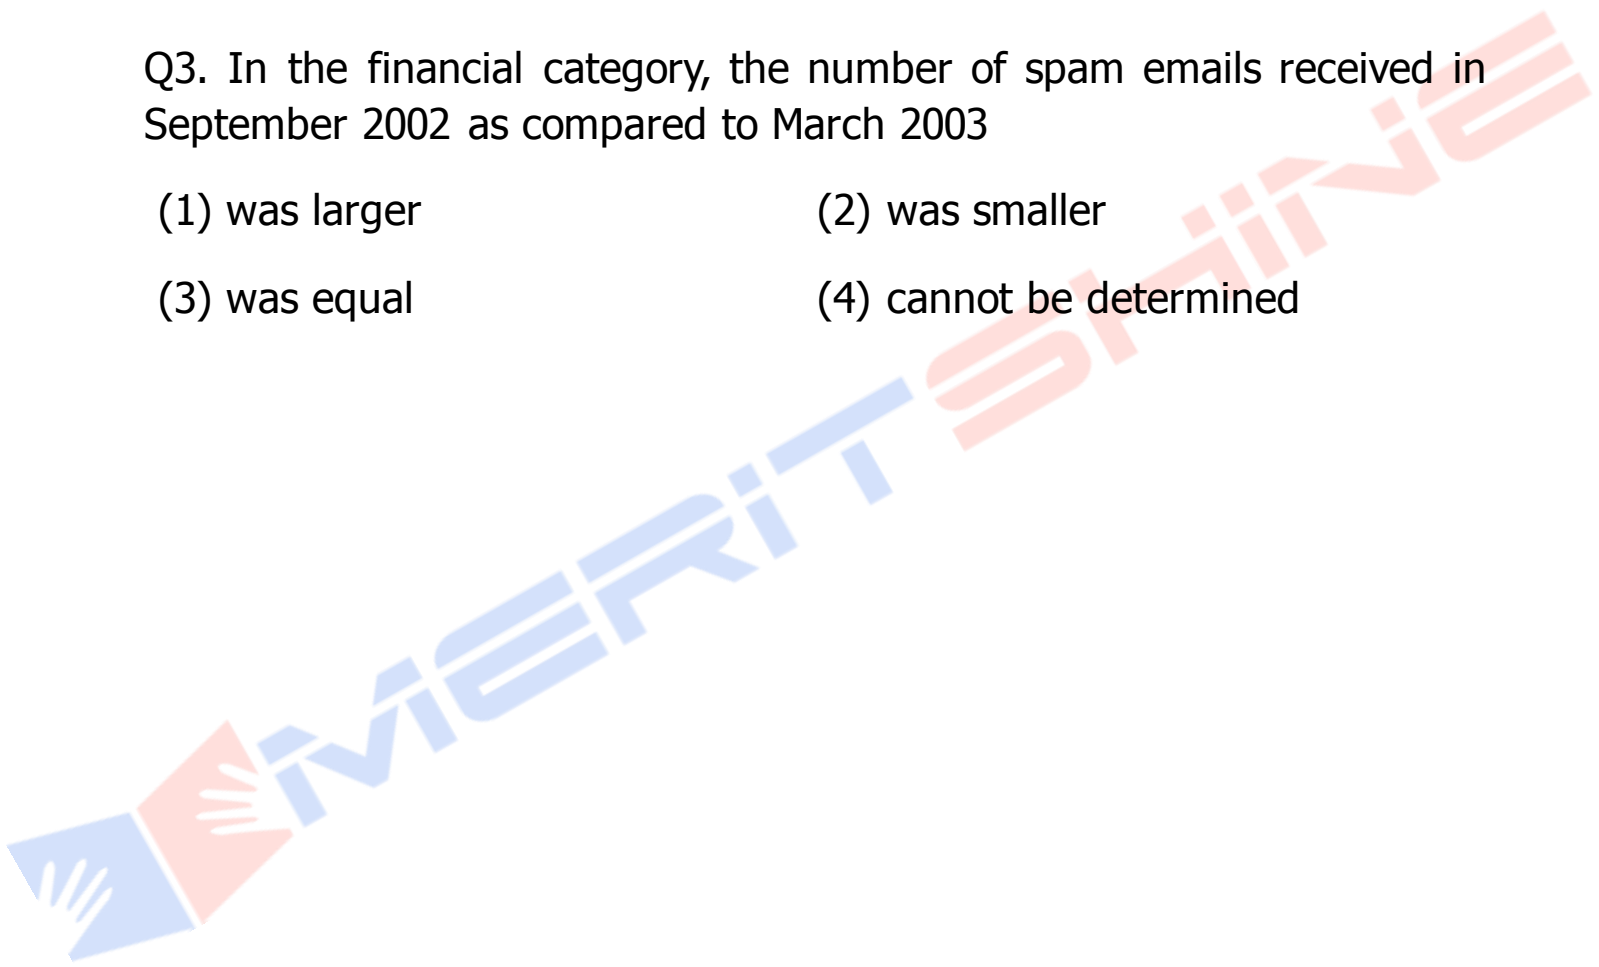 Q3. In the financial category, the number of spam emails received in
September 2002 as compared to March 2003
(1) was larger (2) was smaller
(3) was equal (4) cannot be determined
MERiTSHiNE